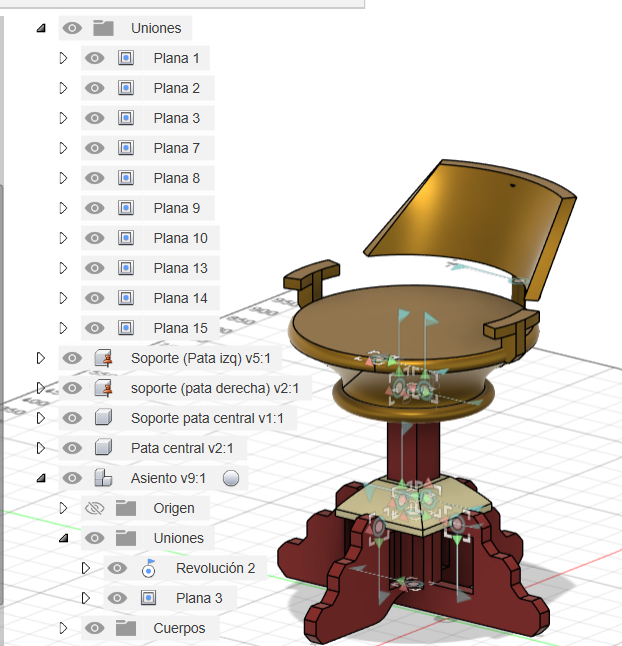 Uniones
Plana 1
Plana 2
Plana 3
Plana 7
Plana 8
Plana 9
Plana 10
Plana 13
Plana 14
Plana 15
Soporte (Pata izq) v5:1
soporte (pata derecha) v2:1
Soporte pata central v1:1
Pata central v2:1
Asiento v9:1
Origen
Uniones
Revolución 2
Plana 3
Cuerpos
950
850